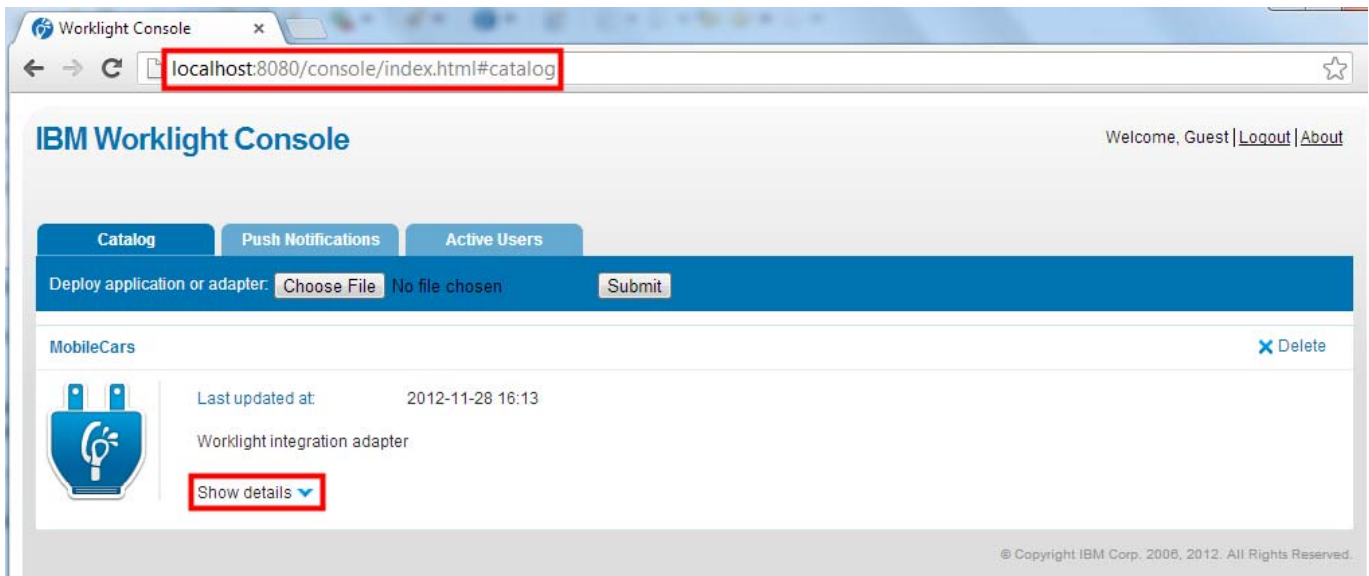 Worklight Console
localhost:8080/console/index.html#catalog
IBM Worklight Console
Welcome, Guest | Logout | About
Catalog
Push Notifications
Active Users
Deploy application or adapter: Choose File No file chosen Submit
MobileCars
Delete
Last updated at: 2012-11-28 16:13
Worklight integration adapter
Show details
© Copyright IBM Corp. 2006, 2012. All Rights Reserved.